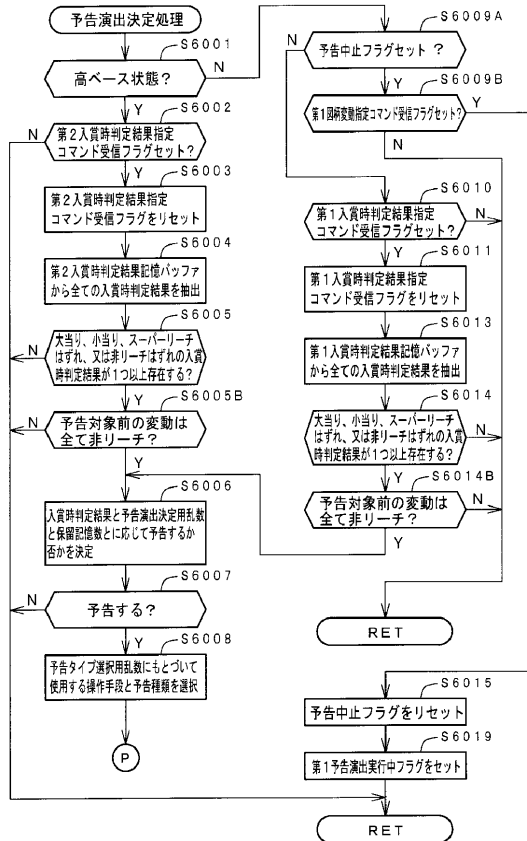 予告演出決定処理
S6001
高ベース状態？
N
Y
S6002
N
第2入賞時判定結果指定
コマンド受信フラグセット？
Y
S6003
第2入賞時判定結果指定
コマンド受信フラグをリセット
S6004
第2入賞時判定結果記憶バッファ
から全ての入賞時判定結果を抽出
S6005
N
大当り、小当り、スーパーリーチ
はずれ、又は非リーチはずれの入賞
時判定結果が1つ以上存在する？
Y
S6005B
N
予告対象前の変動は
全て非リーチ？
Y
S6006
入賞時判定結果と予告演出決定用乱数
と保留記憶数とに応じて予告するか
否かを決定
S6007
N
予告する？
Y
S6008
予告タイプ選択用乱数にもとづいて
使用する操作手段と予告種類を選択
P
S6009A
N
予告中止フラグセット ？
Y
S6009B
第1図柄変動指定コマンド受信フラグセット？
Y
N
S6010
第1入賞時判定結果指定
コマンド受信フラグセット？
N
Y
S6011
第1入賞時判定結果指定
コマンド受信フラグをリセット
S6013
第1入賞時判定結果記憶バッファ
から全ての入賞時判定結果を抽出
S6014
大当り、小当り、スーパーリーチ
はずれ、又は非リーチはずれの入賞
時判定結果が1つ以上存在する？
N
Y
S6014B
予告対象前の変動は
全て非リーチ？
N
Y
RET
S6015
予告中止フラグをリセット
S6019
第1予告演出実行中フラグをセット
RET